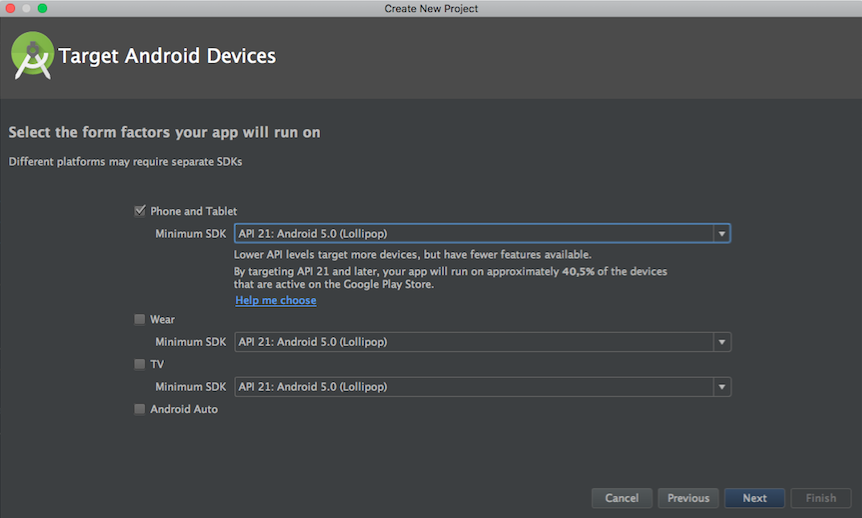 Create New Project
Target Android Devices
Select the form factors your app will run on
Different platforms may require separate SDKs
Phone and Tablet
Minimum SDK API 21: Android 5.0 (Lollipop)
Lower API levels target more devices, but have fewer features available.
By targeting API 21 and later, your app will run on approximately 40,5% of the devices
that are active on the Google Play Store.
Help me choose
Wear
Minimum SDK API 21: Android 5.0 (Lollipop)
TV
Minimum SDK API 21: Android 5.0 (Lollipop)
Android Auto
Cancel Previous Next Finish